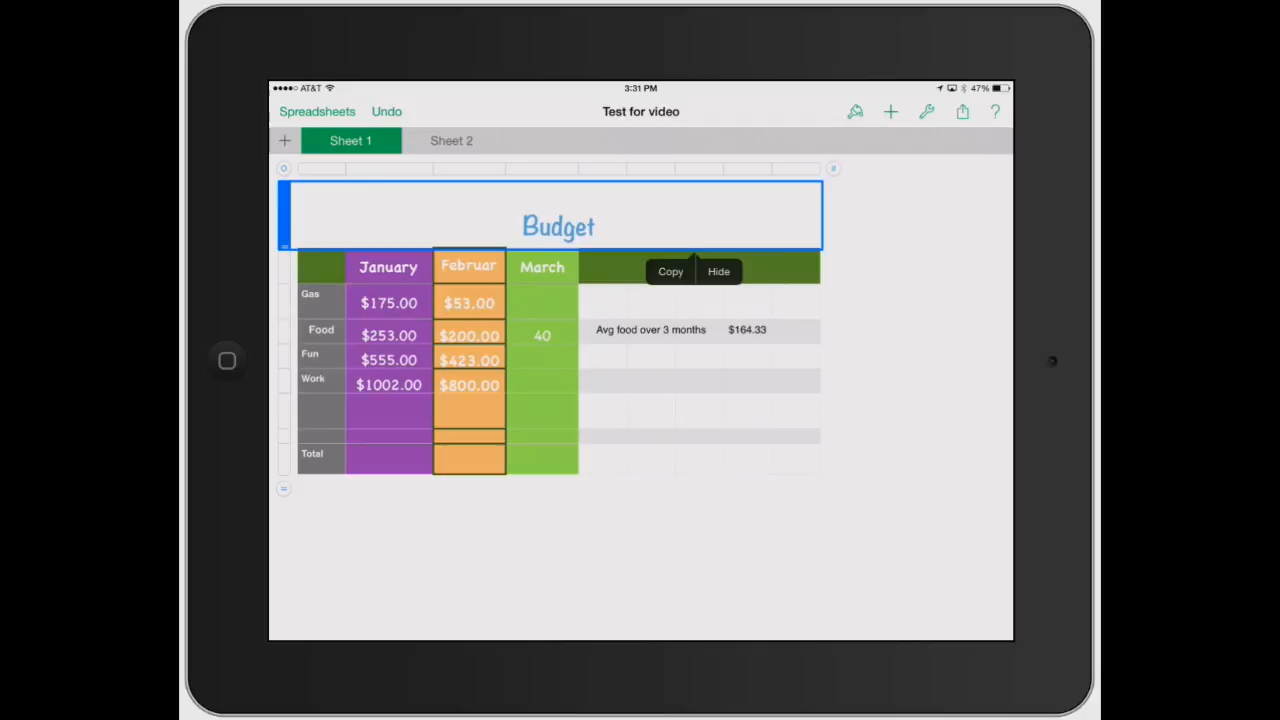 AT&T 3:31 PM 47%
Spreadsheets Undo Test for video ?
+ Sheet 1 Sheet 2
Budget
January Februar March Copy Hide
Gas $175.00 $53.00
Food $253.00 $200.00 40 Avg food over 3 months $164.33
Fun $555.00 $423.00
Work $1002.00 $800.00
Total